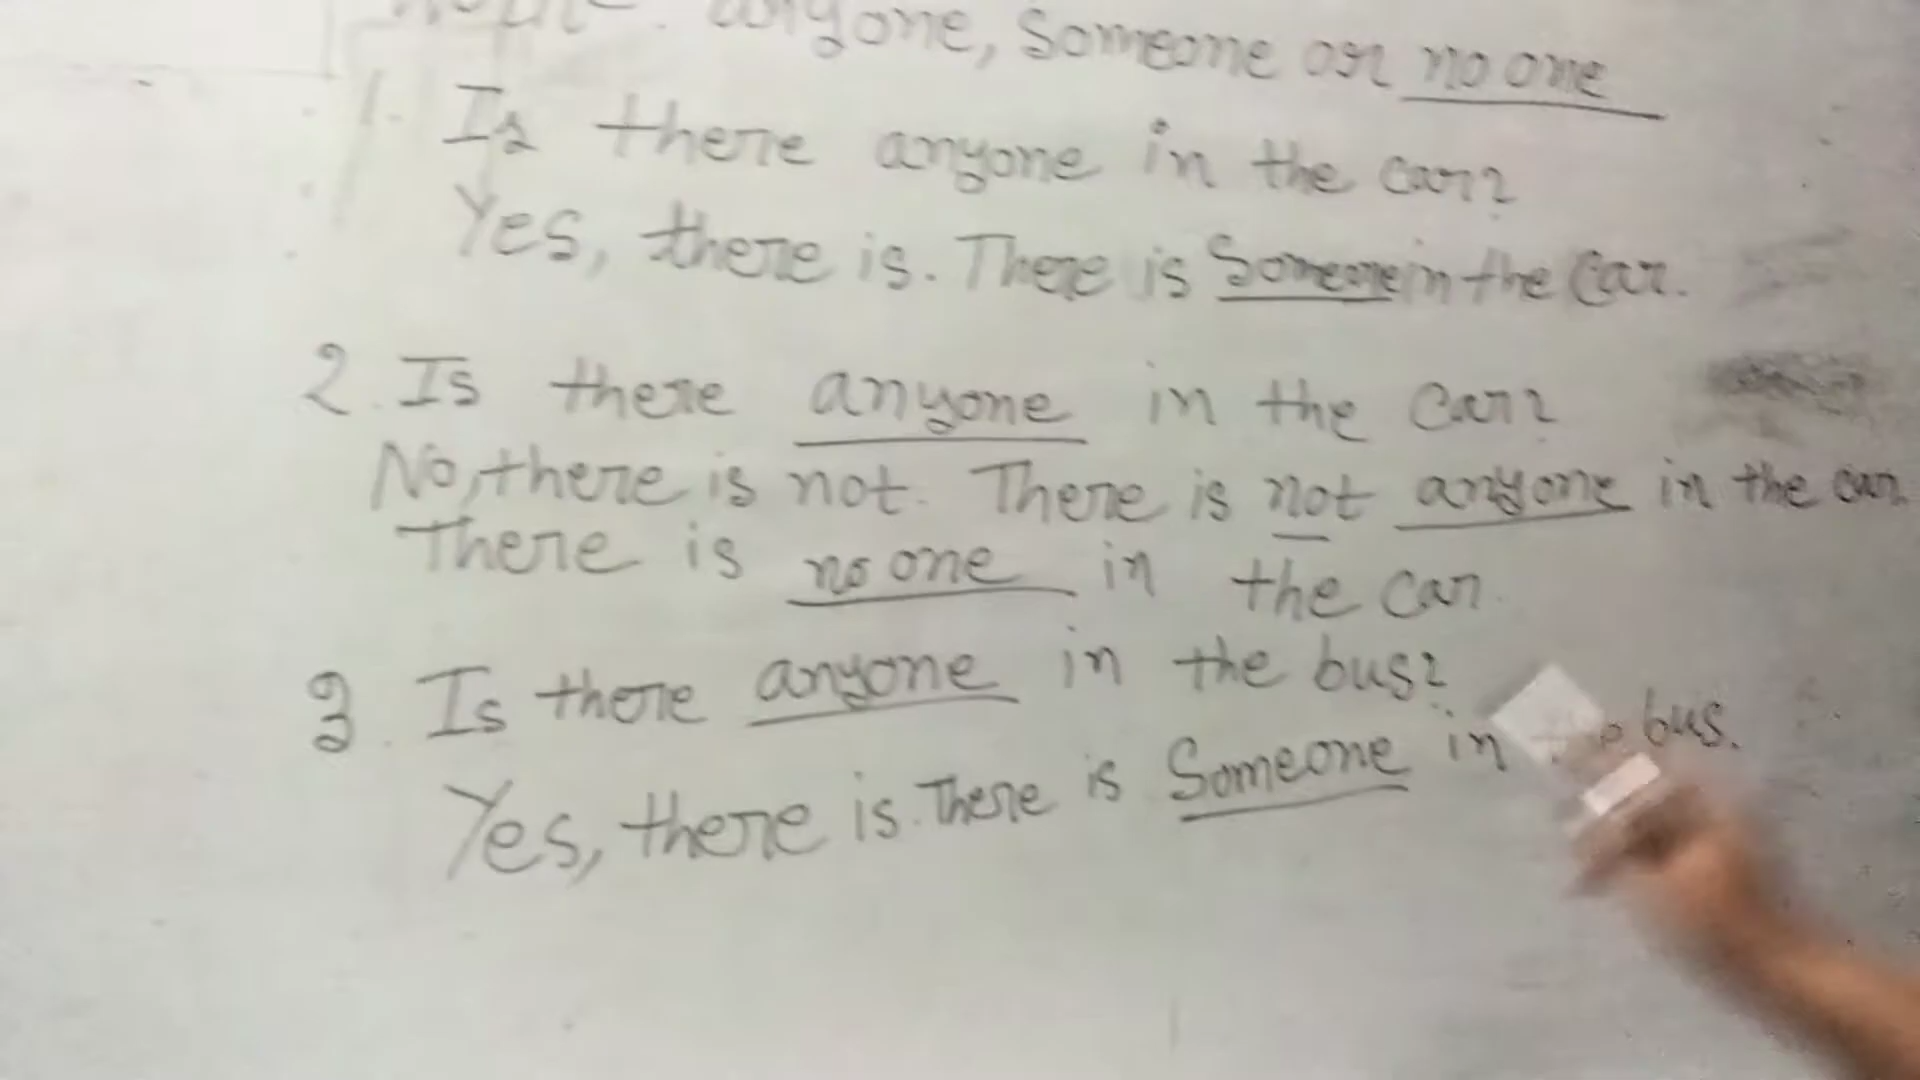 anyone, Someone or no one
1. Is there anyone in the car?
Yes, there is. There is Someone in the Car.
2. Is there anyone in the Car?
No, there is not. There is not anyone in the car
There is no one in the car.
3. Is there anyone in the bus?
Yes, there is. There is Someone in the bus.